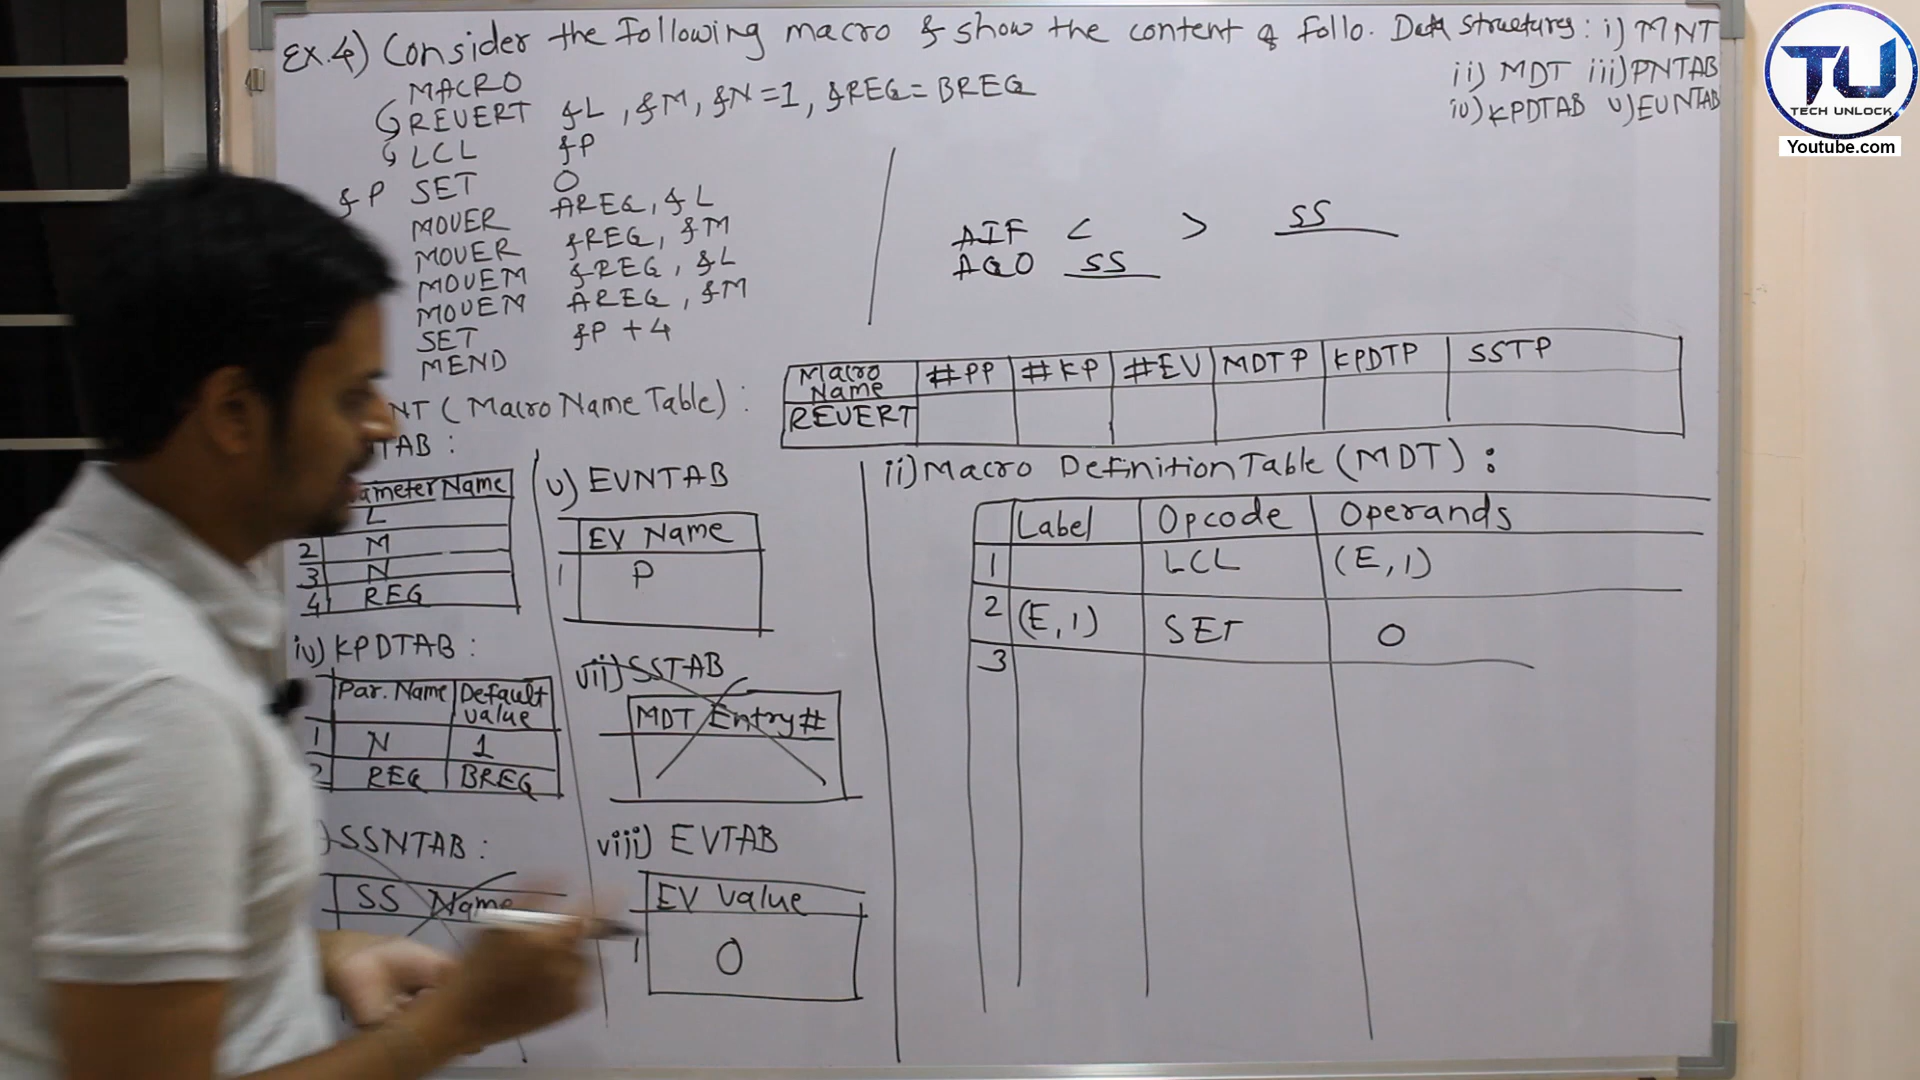 Ex.4) Consider the Following macro & show the content of follo. Data Structures: i) MNT
ii) MDT iii) PNTAB
iv) KPDTAB v) EVNTAB
MACRO
REVERT &L, &M, &N=1, &REG=BREG
LCL &P
&P SET 0
MOVER AREG, &L
MOVER &REG, &M
MOVEM &REG, &L
MOVEM AREG, &M
SET &P+4
MEND
AIF < > SS
AGO SS
NT (Macro Name Table) :
Macro Name #PP #KP #EV MDTP KPDTP SSTP
REVERT
TAB :
ameter Name
L
2 M
3 N
4 REG
v) EVNTAB
EV Name
1 P
iv) KPDTAB :
Par. Name Default value
1 N 1
2 REG BREG
vii) SSTAB
MDT Entry#
) SSNTAB :
SS Name
viii) EVTAB
EV Value
1 0
ii) Macro Definition Table (MDT) :
Label Opcode Operands
1 LCL (E,1)
2 (E,1) SET 0
3
TU
TECH UNLOCK
Youtube.com